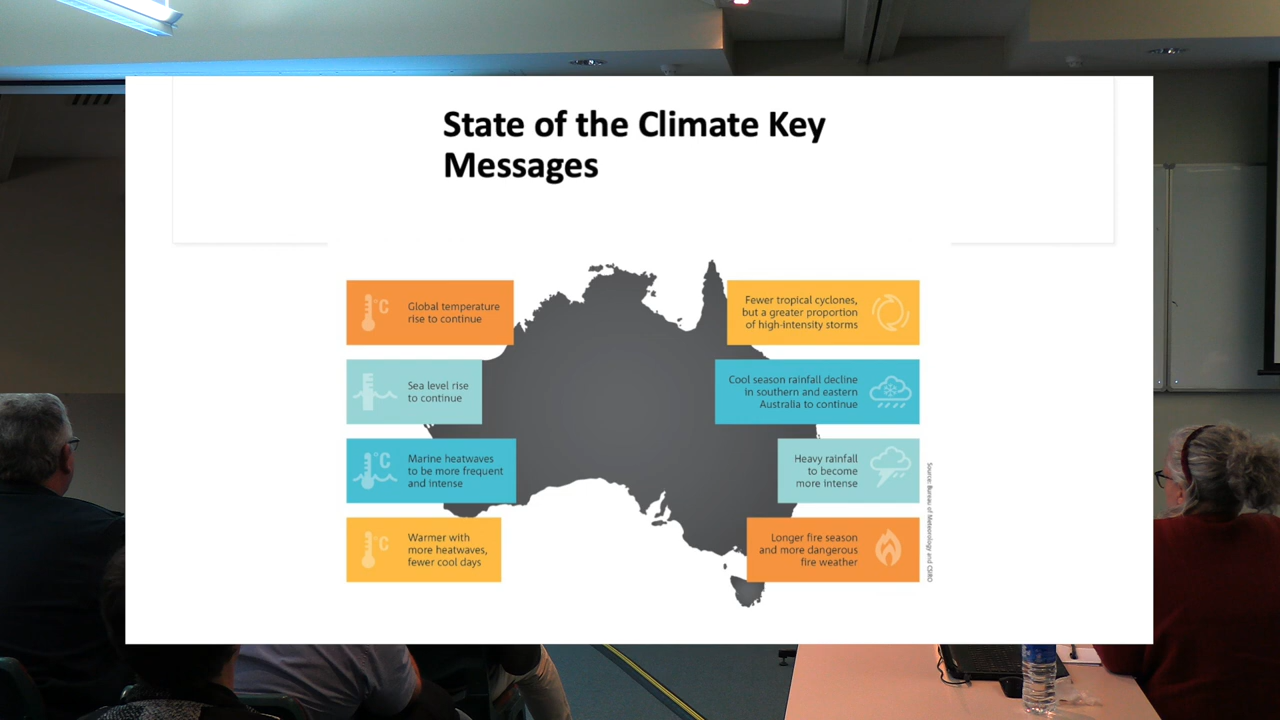 State of the Climate Key
Messages
°C
Global temperature
rise to continue
Sea level rise
to continue
°C
Marine heatwaves
to be more frequent
and intense
°C
Warmer with
more heatwaves,
fewer cool days
Fewer tropical cyclones,
but a greater proportion
of high-intensity storms
Cool season rainfall decline
in southern and eastern
Australia to continue
Heavy rainfall
to become
more intense
Longer fire season
and more dangerous
fire weather
Source: Bureau of Meteorology and CSIRO